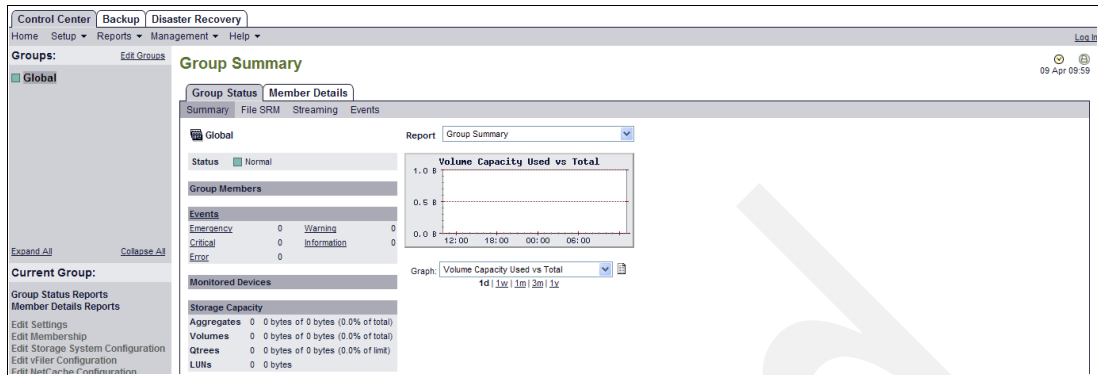 Control Center Backup Disaster Recovery
Home Setup Reports Management Help Log In
Groups: Edit Groups
Global
Expand All Collapse All
Current Group:
Group Status Reports
Member Details Reports
Edit Settings
Edit Membership
Edit Storage System Configuration
Edit vFiler Configuration
Edit NetCache Configuration
Group Summary
09 Apr 09:59
Group Status Member Details
Summary File SRM Streaming Events
Global
Status Normal
Group Members
Events
Emergency 0 Warning 0
Critical 0 Information 0
Error 0
Monitored Devices
Storage Capacity
Aggregates 0 0 bytes of 0 bytes (0.0% of total)
Volumes 0 0 bytes of 0 bytes (0.0% of total)
Qtrees 0 0 bytes of 0 bytes (0.0% of limit)
LUNs 0 0 bytes
Report Group Summary
Volume Capacity Used vs Total
1.0 B
0.5 B
0.0 B
12:00 18:00 00:00 06:00
Graph: Volume Capacity Used vs Total
1d | 1w | 1m | 3m | 1y